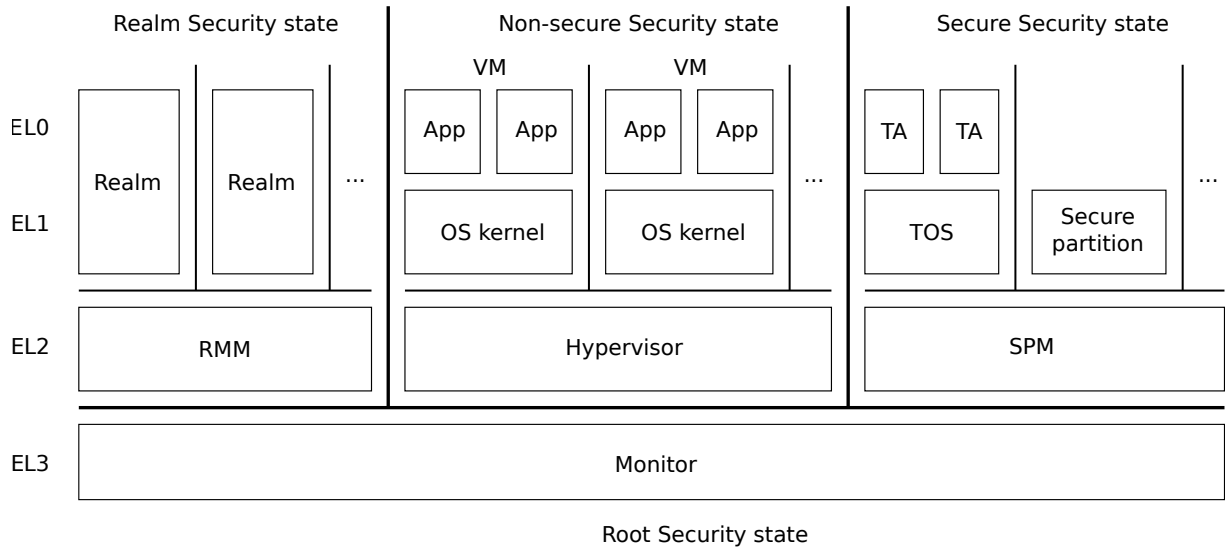 Realm Security state
Non-secure Security state
Secure Security state
VM
VM
EL0
App
App
App
App
TA
TA
Realm
Realm
...
...
...
EL1
OS kernel
OS kernel
TOS
Secure
partition
EL2
RMM
Hypervisor
SPM
EL3
Monitor
Root Security state